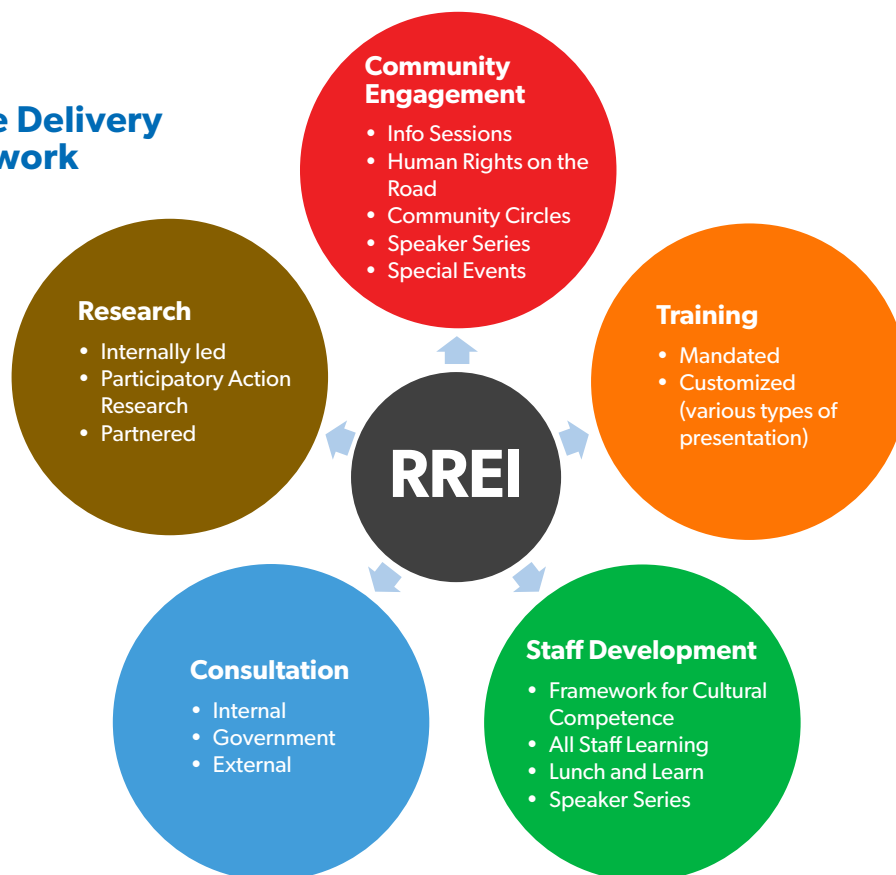 e Delivery
work
Community
Engagement
• Info Sessions
• Human Rights on the
Road
• Community Circles
• Speaker Series
• Special Events
Research
• Internally led
• Participatory Action
Research
• Partnered
Training
• Mandated
• Customized
(various types of
presentation)
RREI
Consultation
• Internal
• Government
• External
Staff Development
• Framework for Cultural
Competence
• All Staff Learning
• Lunch and Learn
• Speaker Series